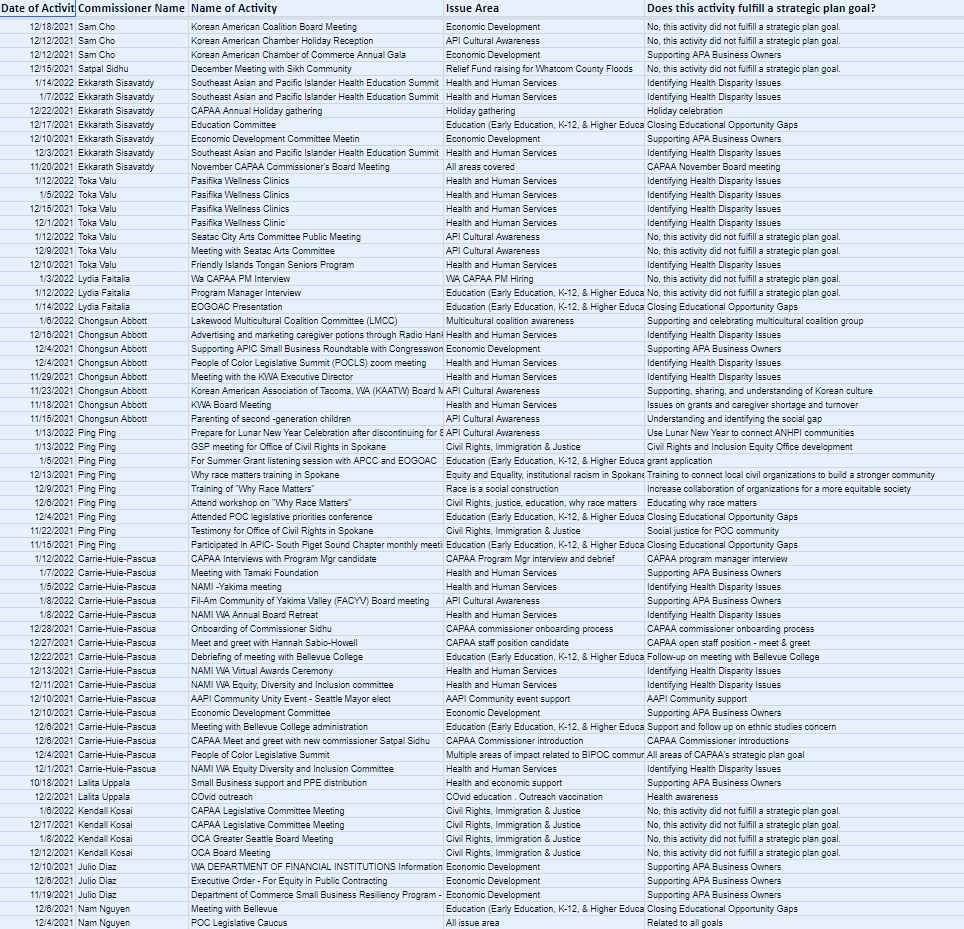 Date of Activit Commissioner Name Name of Activity Issue Area Does this activity fulfill a strategic plan goal?
12/18/2021 Sam Cho Korean American Coalition Board Meeting Economic Development No, this activity did not fulfill a strategic plan goal.
12/12/2021 Sam Cho Korean American Chamber Holiday Reception API Cultural Awareness No, this activity did not fulfill a strategic plan goal.
12/12/2021 Sam Cho Korean American Chamber of Commerce Annual Gala Economic Development Supporting APA Business Owners
12/15/2021 Satpal Sidhu December Meeting with Sikh Community Relief Fund raising for Whatcom County Floods No, this activity did not fulfill a strategic plan goal.
1/14/2022 Ekkarath Sisavatdy Southeast Asian and Pacific Islander Health Education Summit Health and Human Services Identifying Health Disparity Issues
1/7/2022 Ekkarath Sisavatdy Southeast Asian and Pacific Islander Health Education Summit Health and Human Services Identifying Health Disparity Issues
12/22/2021 Ekkarath Sisavatdy CAPAA Annual Holiday gathering Holiday gathering Holiday celebration
12/17/2021 Ekkarath Sisavatdy Education Committee Education (Early Education, K-12, & Higher Educa Closing Educational Opportunity Gaps
12/10/2021 Ekkarath Sisavatdy Economic Development Committee Meetin Economic Development Supporting APA Business Owners
12/3/2021 Ekkarath Sisavatdy Southeast Asian and Pacific Islander Health Education Summit Health and Human Services Identifying Health Disparity Issues
11/20/2021 Ekkarath Sisavatdy November CAPAA Commissioner's Board Meeting All areas covered CAPAA November Board meeting
1/12/2022 Toka Valu Pasifika Wellness Clinics Health and Human Services Identifying Health Disparity Issues
1/5/2022 Toka Valu Pasifika Wellness Clinics Health and Human Services Identifying Health Disparity Issues
12/15/2021 Toka Valu Pasifika Wellness Clinics Health and Human Services Identifying Health Disparity Issues
12/1/2021 Toka Valu Pasifika Wellness Clinic Health and Human Services Identifying Health Disparity Issues
1/12/2022 Toka Valu Seatac City Arts Committee Public Meeting API Cultural Awareness No, this activity did not fulfill a strategic plan goal.
12/9/2021 Toka Valu Meeting with Seatac Arts Committee API Cultural Awareness No, this activity did not fulfill a strategic plan goal.
12/10/2021 Toka Valu Friendly Islands Tongan Seniors Program Health and Human Services Identifying Health Disparity Issues
1/3/2022 Lydia Faitalia Wa CAPAA PM Interview WA CAPAA PM Hiring No, this activity did not fulfill a strategic plan goal.
1/12/2022 Lydia Faitalia Program Manager Interview Education (Early Education, K-12, & Higher Educa No, this activity did not fulfill a strategic plan goal.
1/14/2022 Lydia Faitalia EOGOAC Presentation Education (Early Education, K-12, & Higher Educa Closing Educational Opportunity Gaps
1/6/2022 Chongsun Abbott Lakewood Multicultural Coalition Committee (LMCC) Multicultural coalition awareness Supporting and celebrating multicultural coalition group
12/16/2021 Chongsun Abbott Advertising and marketing caregiver potions through Radio Hank Health and Human Services Identifying Health Disparity Issues
12/4/2021 Chongsun Abbott Supporting APIC Small Business Roundtable with Congresswon Economic Development Supporting APA Business Owners
12/4/2021 Chongsun Abbott People of Color Legislative Summit (POCLS) zoom meeting Health and Human Services Identifying Health Disparity Issues
11/29/2021 Chongsun Abbott Meeting with the KWA Executive Director Health and Human Services Identifying Health Disparity Issues
11/23/2021 Chongsun Abbott Korean American Association of Tacoma, WA (KAATW) Board M API Cultural Awareness Supporting, sharing, and understanding of Korean culture
11/18/2021 Chongsun Abbott KWA Board Meeting Health and Human Services Issues on grants and caregiver shortage and turnover
11/15/2021 Chongsun Abbott Parenting of second -generation children API Cultural Awareness Understanding and identifying the social gap
1/13/2022 Ping Ping Prepare for Lunar New Year Celebration after discontinuing for API Cultural Awareness Use Lunar New Year to connect ANHPI communities
1/13/2022 Ping Ping GSP meeting for Office of Civil Rights in Spokane Civil Rights, Immigration & Justice Civil Rights and Inclusion Equity Office development
1/5/2021 Ping Ping For Summer Grant listening session with APCC and EOGOAC Education (Early Education, K-12, & Higher Educa grant application
12/13/2021 Ping Ping Why race matters training in Spokane Equity and Equality, institutional racism in Spokane Training to connect local civil organizations to build a stronger community
12/9/2021 Ping Ping Training of "Why Race Matters" Race is a social construction Increase collaboration of organizations for a more equitable society
12/8/2021 Ping Ping Attend workshop on "Why Race Matters" Civil Rights, justice, education, why race matters Educating why race matters
12/4/2021 Ping Ping Attended POC legislative priorities conference Education (Early Education, K-12, & Higher Educa Closing Educational Opportunity Gaps
11/22/2021 Ping Ping Testimony for Office of Civil Rights in Spokane Civil Rights, Immigration & Justice Social justice for POC community
11/15/2021 Ping Ping Participated in APIC- South Piget Sound Chapter monthly meeti Education (Early Education, K-12, & Higher Educa Closing Educational Opportunity Gaps
1/12/2022 Carrie-Huie-Pascua CAPAA Interviews with Program Mgr candidate CAPAA Program Mgr interview and debrief CAPAA program manager interview
1/7/2022 Carrie-Huie-Pascua Meeting with Tamaki Foundation Health and Human Services Supporting APA Business Owners
1/5/2022 Carrie-Huie-Pascua NAMI -Yakima meeting Health and Human Services Identifying Health Disparity Issues
1/8/2022 Carrie-Huie-Pascua Fil-Am Community of Yakima Valley (FACYV) Board meeting API Cultural Awareness Supporting APA Business Owners
1/8/2022 Carrie-Huie-Pascua NAMI WA Annual Board Retreat Health and Human Services Identifying Health Disparity Issues
12/28/2021 Carrie-Huie-Pascua Onboarding of Commissioner Sidhu CAPAA commissioner onboarding process CAPAA commissioner onboarding process
12/27/2021 Carrie-Huie-Pascua Meet and greet with Hannah Sabio-Howell CAPAA staff position candidate CAPAA open staff position - meet & greet
12/22/2021 Carrie-Huie-Pascua Debriefing of meeting with Bellevue College Education (Early Education, K-12, & Higher Educa Follow-up on meeting with Bellevue College
12/13/2021 Carrie-Huie-Pascua NAMI WA Virtual Awards Ceremony Health and Human Services Identifying Health Disparity Issues
12/11/2021 Carrie-Huie-Pascua NAMI WA Equity, Diversity and Inclusion committee Health and Human Services Identifying Health Disparity Issues
12/10/2021 Carrie-Huie-Pascua AAPI Community Unity Event - Seattle Mayor elect AAPI Community event support AAPI Community support
12/10/2021 Carrie-Huie-Pascua Economic Development Committee Economic Development Supporting APA Business Owners
12/6/2021 Carrie-Huie-Pascua Meeting with Bellevue College administration Education (Early Education, K-12, & Higher Educa Support and follow up on ethnic studies concern
12/6/2021 Carrie-Huie-Pascua CAPAA Meet and greet with new commissioner Satpal Sidhu CAPAA Commissioner introduction CAPAA Commissioner introductions
12/4/2021 Carrie-Huie-Pascua People of Color Legislative Summit Multiple areas of impact related to BIPOC commur All areas of CAPAA's strategic plan goal
12/1/2021 Carrie-Huie-Pascua NAMI WA Equity Diversity and Inclusion Committee Health and Human Services Identifying Health Disparity Issues
10/18/2021 Lalita Uppala Small Business support and PPE distribution Health and economic support Supporting APA Business Owners
12/2/2021 Lalita Uppala COvid outreach COvid education . Outreach vaccination Health awareness
1/8/2022 Kendall Kosai CAPAA Legislative Committee Meeting Civil Rights, Immigration & Justice No, this activity did not fulfill a strategic plan goal.
12/17/2021 Kendall Kosai CAPAA Legislative Committee Meeting Civil Rights, Immigration & Justice No, this activity did not fulfill a strategic plan goal.
1/8/2022 Kendall Kosai OCA Greater Seattle Board Meeting Civil Rights, Immigration & Justice No, this activity did not fulfill a strategic plan goal.
12/12/2021 Kendall Kosai OCA Board Meeting Civil Rights, Immigration & Justice No, this activity did not fulfill a strategic plan goal.
12/10/2021 Julio Diaz WA DEPARTMENT OF FINANCIAL INSTITUTIONS Information Economic Development Supporting APA Business Owners
12/6/2021 Julio Diaz Executive Order - For Equity in Public Contracting Economic Development Supporting APA Business Owners
11/19/2021 Julio Diaz Department of Commerce Small Business Resiliency Program - Economic Development Supporting APA Business Owners
12/6/2021 Nam Nguyen Meeting with Bellevue Education (Early Education, K-12, & Higher Educa Closing Educational Opportunity Gaps
12/4/2021 Nam Nguyen POC Legislative Caucus All issue area Related to all goals